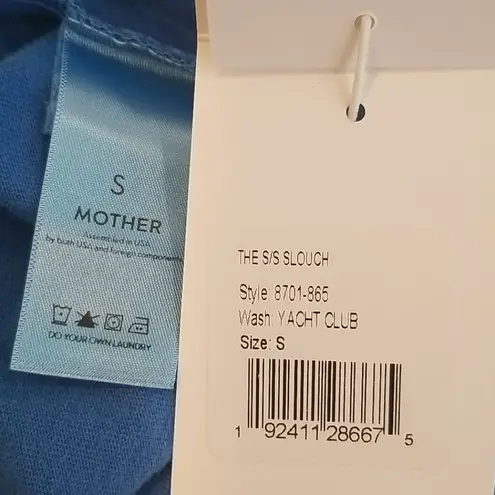 S
MOTHER
Assembled in USA
by both USA and foreign components
DO YOUR OWN LAUNDRY
THE S/S SLOUCH
Style: 8701-865
Wash: YACHT CLUB
Size: S
1 92411 28667 5